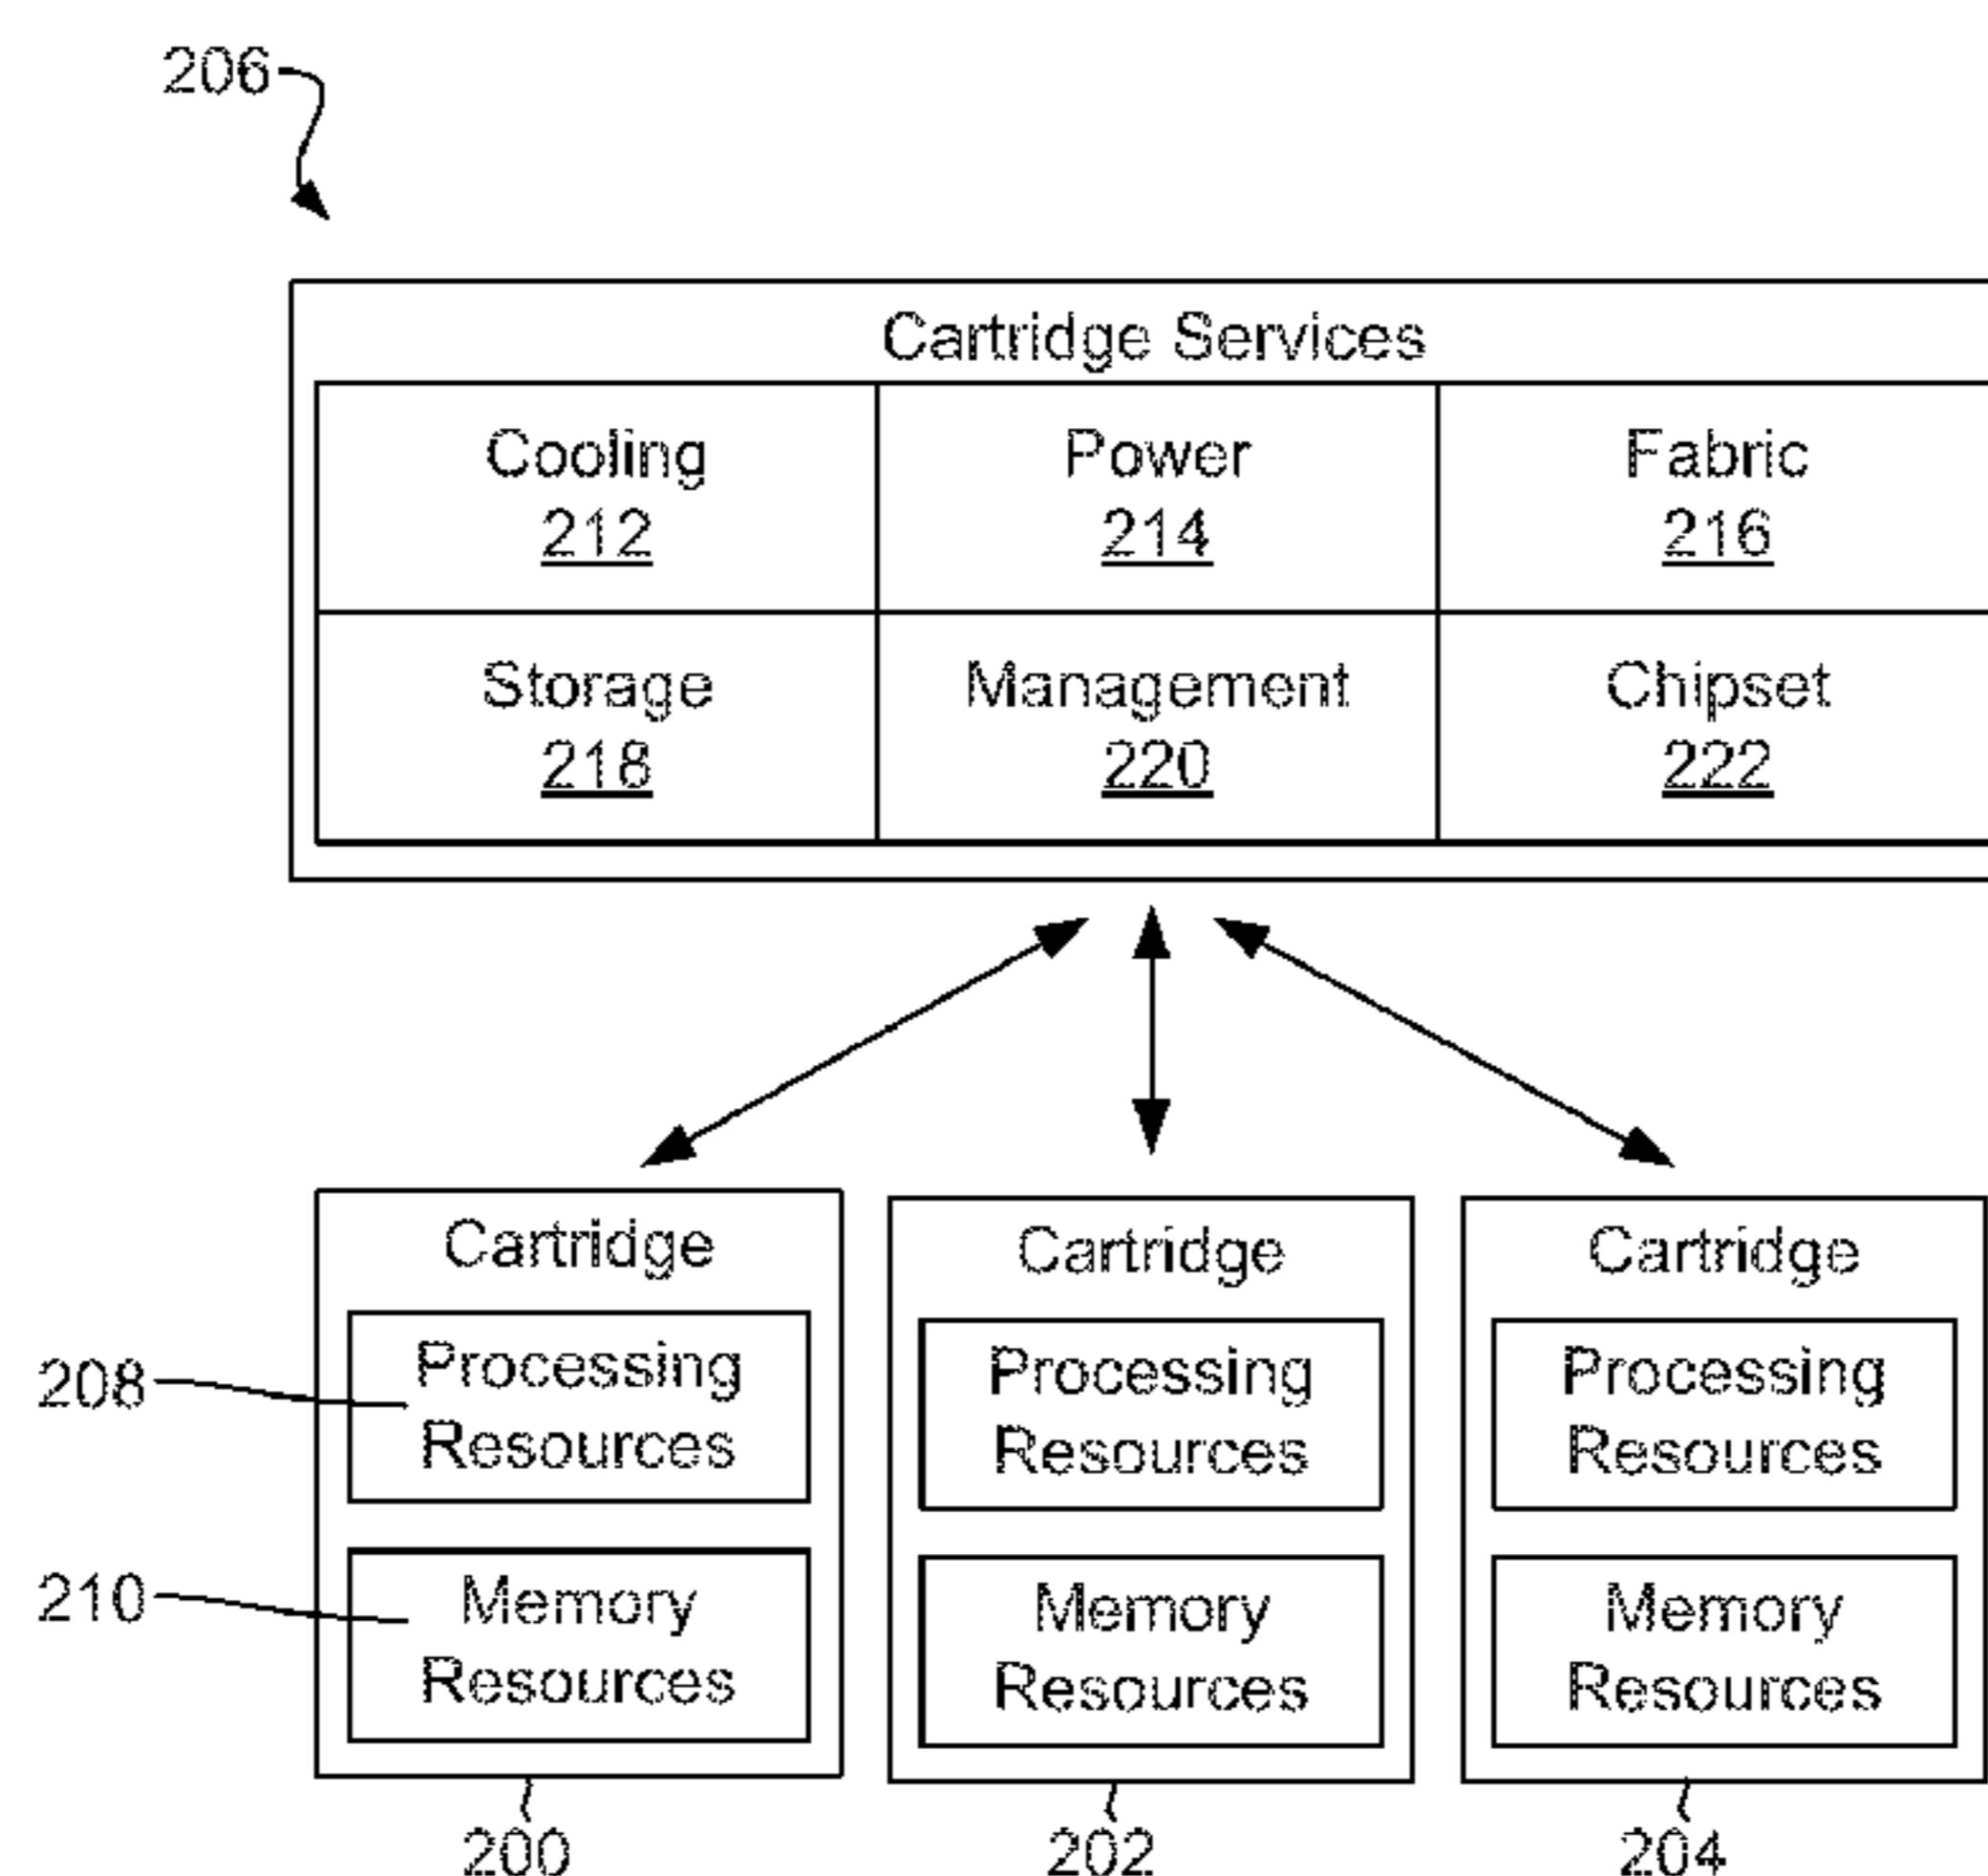 206
Cartridge Services
Cooling
212
Power
214
Fabric
216
Storage
218
Management
220
Chipset
222
Cartridge
Processing
Resources
Memory
Resources
208
210
200
Cartridge
Processing
Resources
Memory
Resources
202
Cartridge
Processing
Resources
Memory
Resources
204